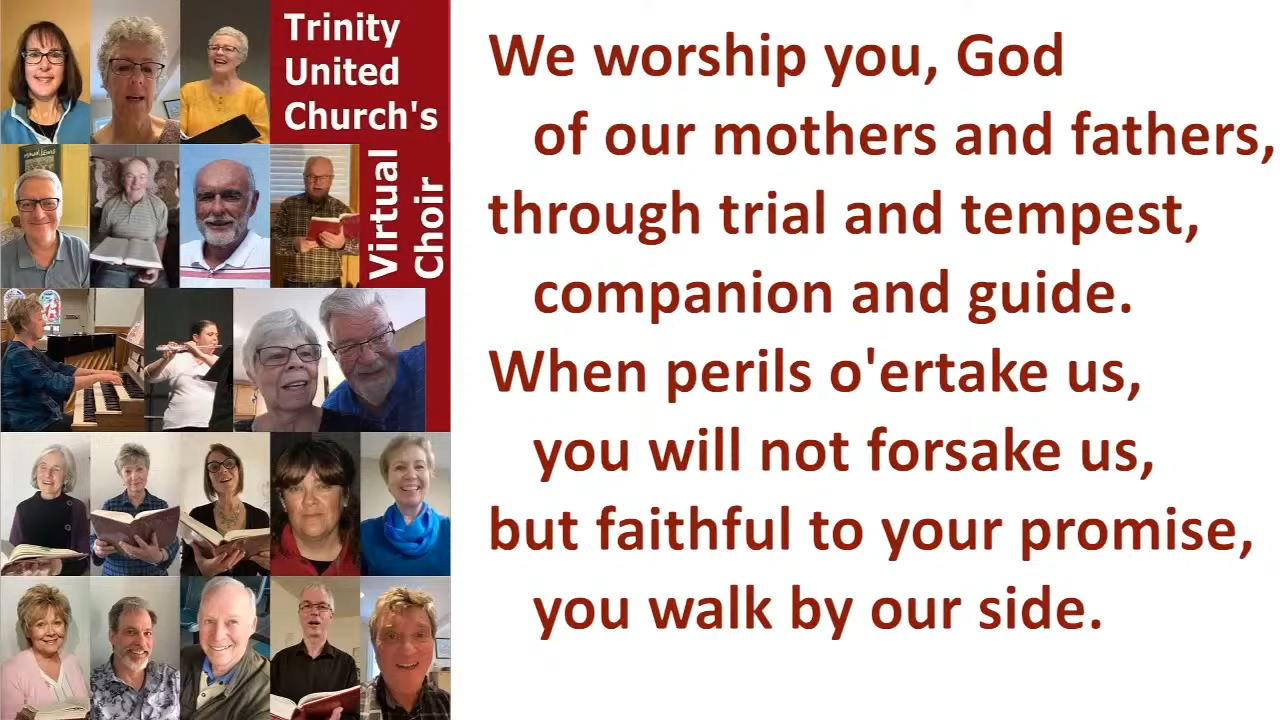 Trinity
United
Church's
Virtual
Choir
We worship you, God
of our mothers and fathers,
through trial and tempest,
companion and guide.
When perils o'ertake us,
you will not forsake us,
but faithful to your promise,
you walk by our side.